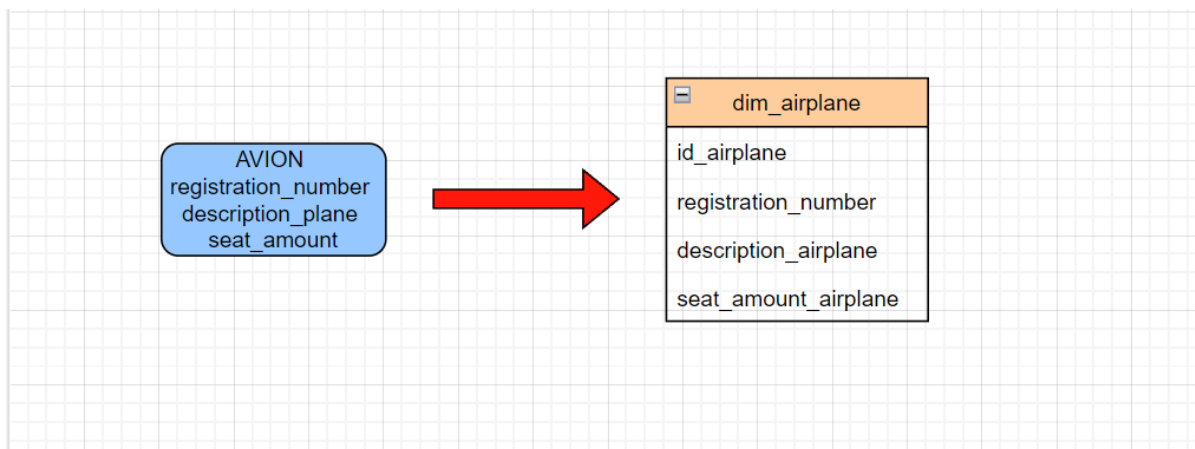 AVION
registration_number
description_plane
seat_amount
dim_airplane
id_airplane
registration_number
description_airplane
seat_amount_airplane